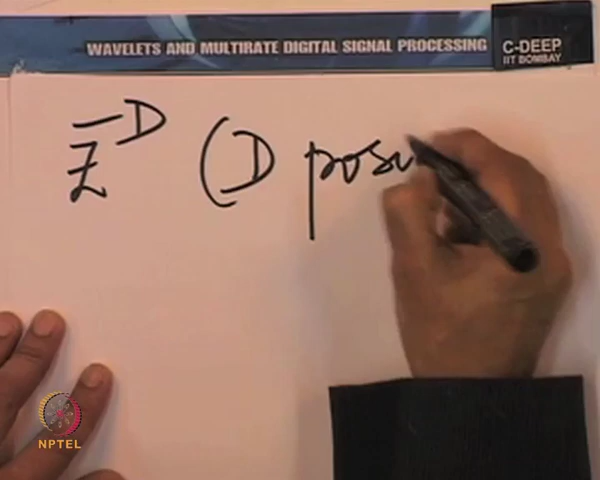 WAVELETS AND MULTIRATE DIGITAL SIGNAL PROCESSING
C-DEEP
IIT BOMBAY
z^-D (D posi
NPTEL